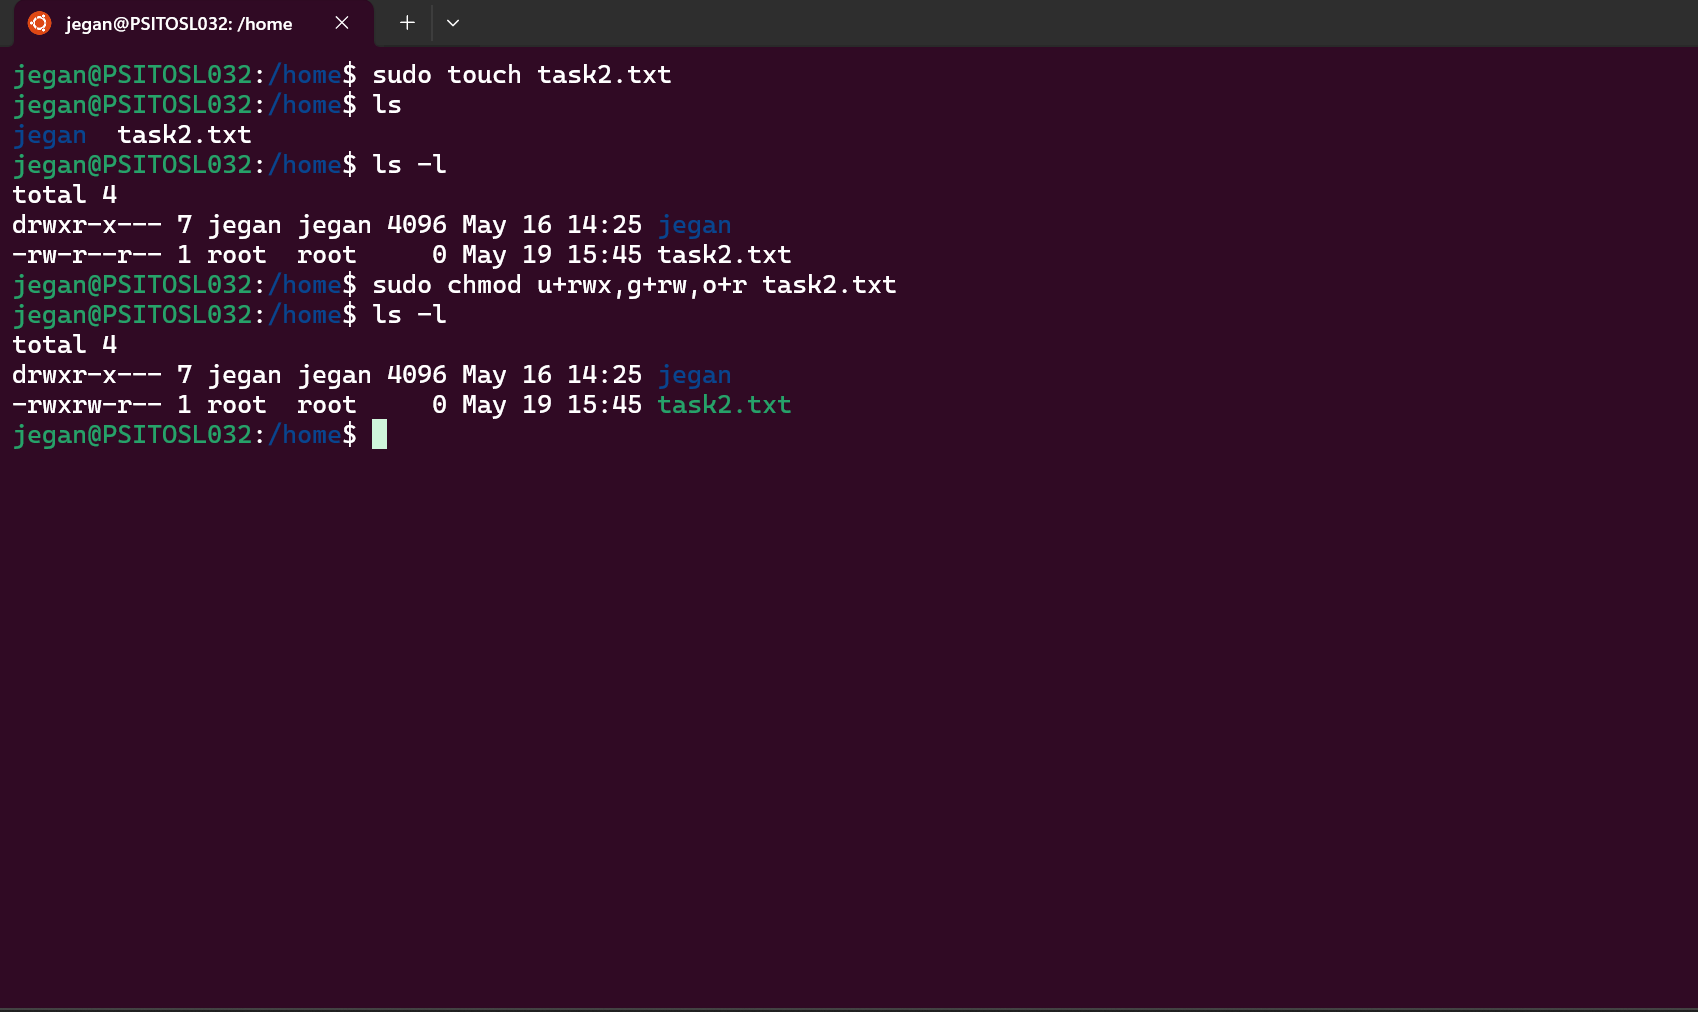 jegan@PSITOSL032: /home
jegan@PSITOSL032:/home$ sudo touch task2.txt
jegan@PSITOSL032:/home$ ls
jegan  task2.txt
jegan@PSITOSL032:/home$ ls -l
total 4
drwxr-x--- 7 jegan jegan 4096 May 16 14:25 jegan
-rw-r--r-- 1 root  root     0 May 19 15:45 task2.txt
jegan@PSITOSL032:/home$ sudo chmod u+rwx,g+rw,o+r task2.txt
jegan@PSITOSL032:/home$ ls -l
total 4
drwxr-x--- 7 jegan jegan 4096 May 16 14:25 jegan
-rwxrw-r-- 1 root  root     0 May 19 15:45 task2.txt
jegan@PSITOSL032:/home$